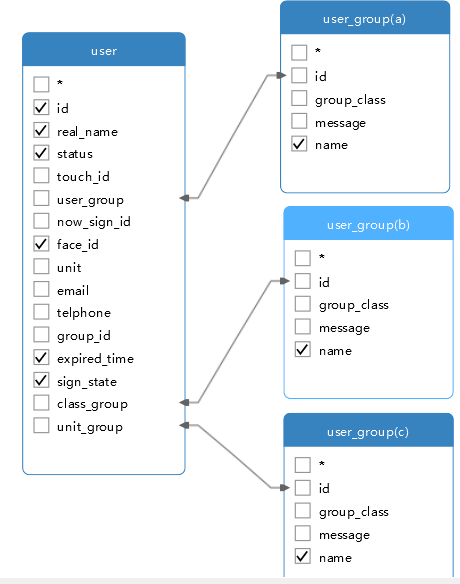 user
*
id
real_name
status
touch_id
user_group
now_sign_id
face_id
unit
email
telphone
group_id
expired_time
sign_state
class_group
unit_group
user_group(a)
*
id
group_class
message
name
user_group(b)
*
id
group_class
message
name
user_group(c)
*
id
group_class
message
name